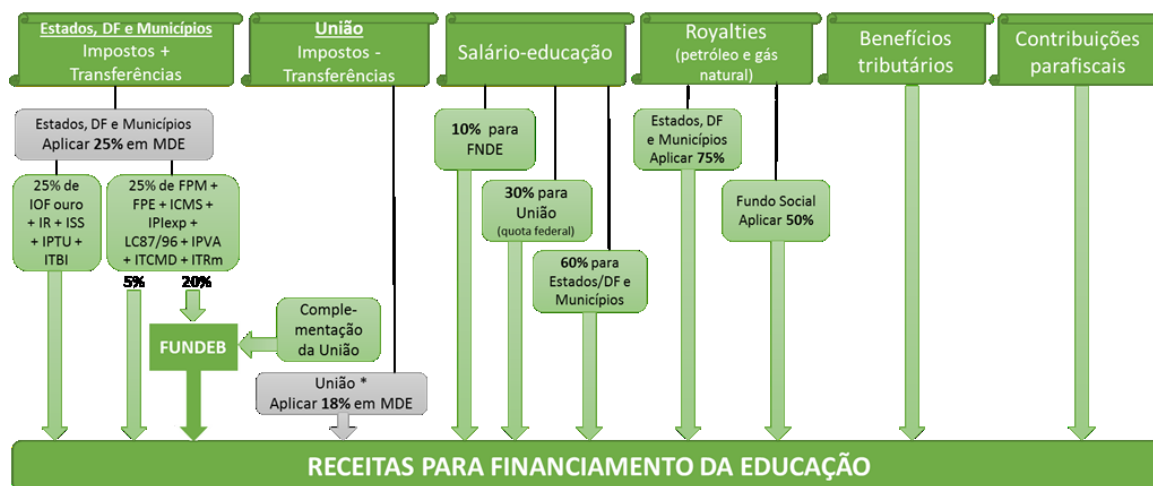 Estados, DF e Municípios
Impostos +
Transferências
União
Impostos -
Transferências
Salário-educação
Royalties
(petróleo e gás
natural)
Benefícios
tributários
Contribuições
parafiscais
Estados, DF e Municípios
Aplicar 25% em MDE
25% de
IOF ouro
+ IR + ISS
+ IPTU +
ITBI
25% de FPM +
FPE + ICMS +
IPIexp +
LC87/96 + IPVA
+ ITCMD + ITRm
5%
20%
FUNDEB
Comple-
mentação
da União
União *
Aplicar 18% em MDE
10% para
FNDE
30% para
União
(quota federal)
60% para
Estados/DF e
Municípios
Estados, DF
e Municípios
Aplicar 75%
Fundo Social
Aplicar 50%
RECEITAS PARA FINANCIAMENTO DA EDUCAÇÃO